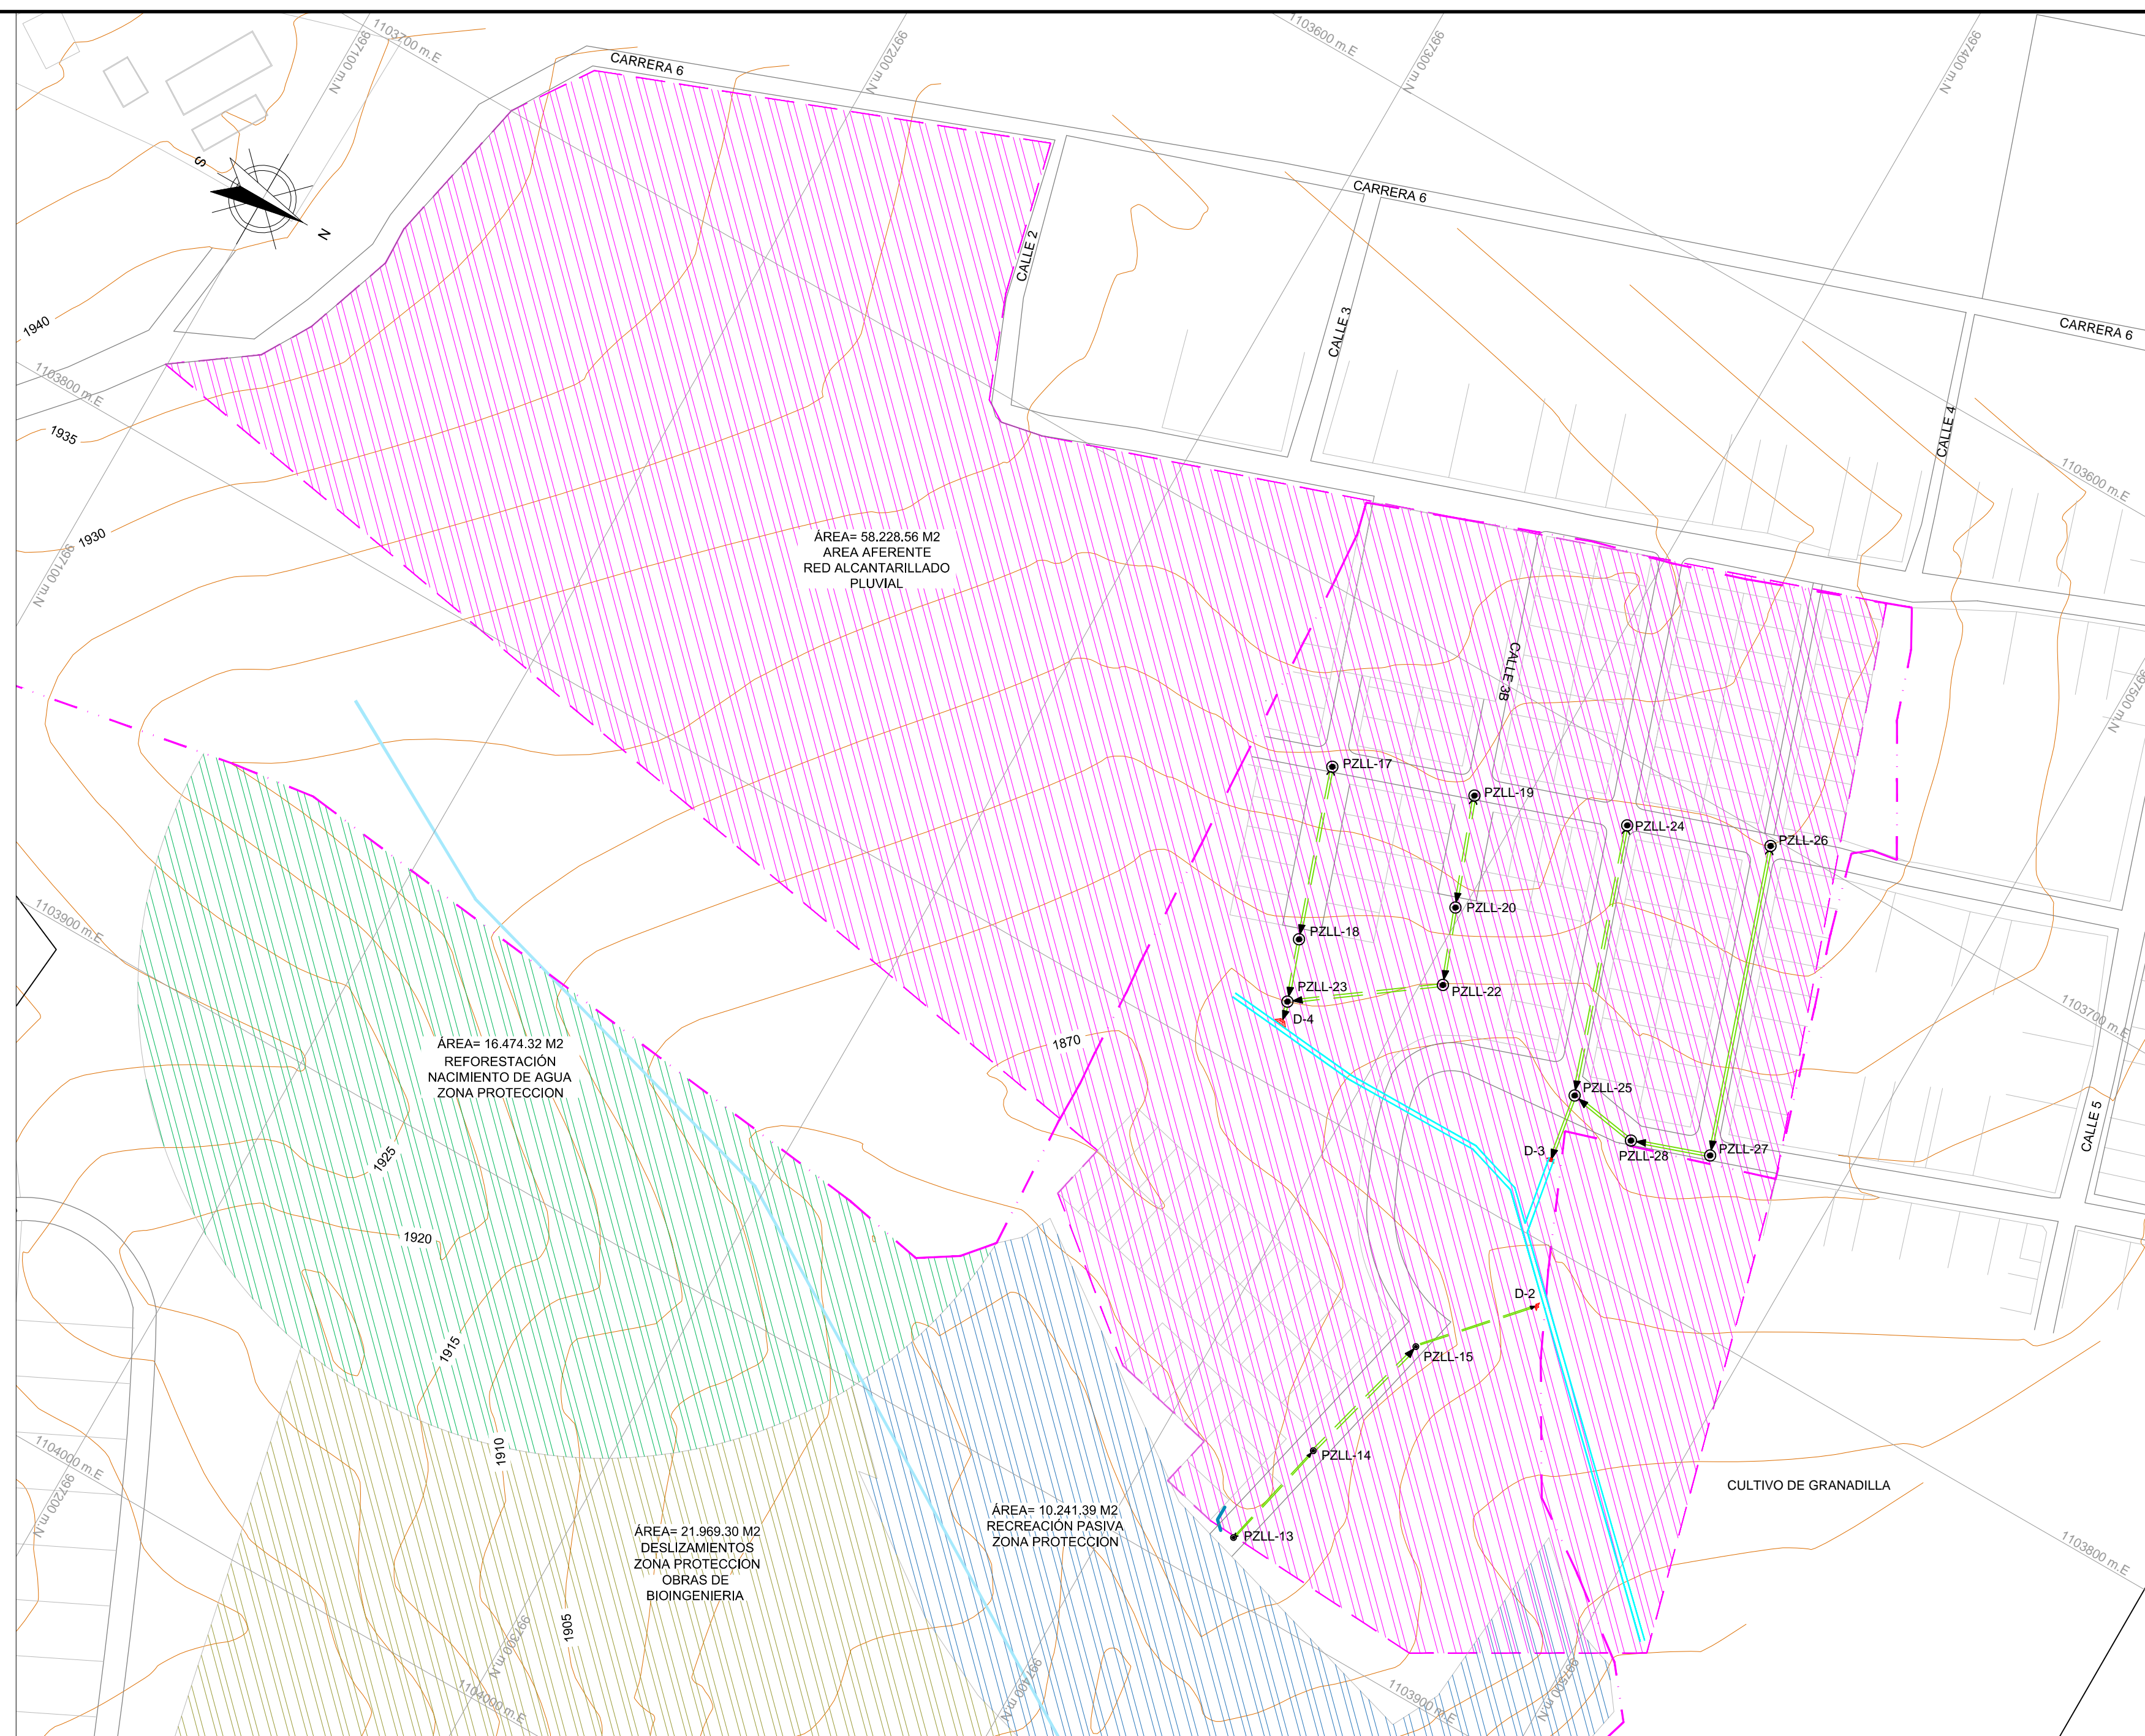 1103700 m.E
997100 m.N
CARRERA 6
997200 m.N
1103600 m.E
997300 m.N
997400 m.N
S
N
CARRERA 6
CALLE 2
CALLE 3
CARRERA 6
1940
1103800 m.E
1935
CALLE 4
1103600 m.E
1930
997100 m.N
ÁREA= 58.228.56 M2
AREA AFERENTE
RED ALCANTARILLADO
PLUVIAL
CALLE 3B
997500 m.N
PZLL-17
PZLL-19
PZLL-24
PZLL-26
1103900 m.E
PZLL-20
PZLL-18
PZLL-23
PZLL-22
D-4
1103700 m.E
1870
ÁREA= 16.474.32 M2
REFORESTACIÓN
NACIMIENTO DE AGUA
ZONA PROTECCION
PZLL-25
CALLE 5
D-3
PZLL-28
PZLL-27
1925
1920
D-2
1915
PZLL-15
1910
PZLL-14
1104000 m.E
997200 m.N
CULTIVO DE GRANADILLA
ÁREA= 10.241.39 M2
RECREACIÓN PASIVA
ZONA PROTECCION
PZLL-13
ÁREA= 21.969.30 M2
DESLIZAMIENTOS
ZONA PROTECCION
OBRAS DE
BIOINGENIERIA
1103800 m.E
1905
997300 m.N
1104000 m.E
997400 m.N
1103900 m.E
997500 m.N